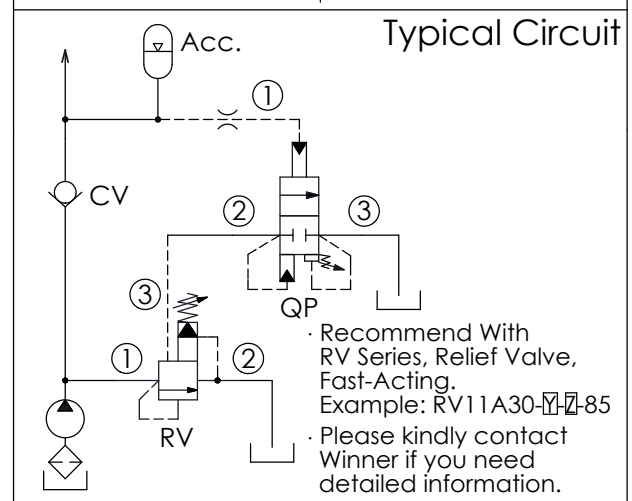 Typical Circuit
Acc.
①
CV
②
③
③
QP
①
②
RV
· Recommend With
RV Series, Relief Valve,
Fast-Acting.
Example: RV11A30-Y-Z-85
· Please kindly contact
Winner if you need
detailed information.